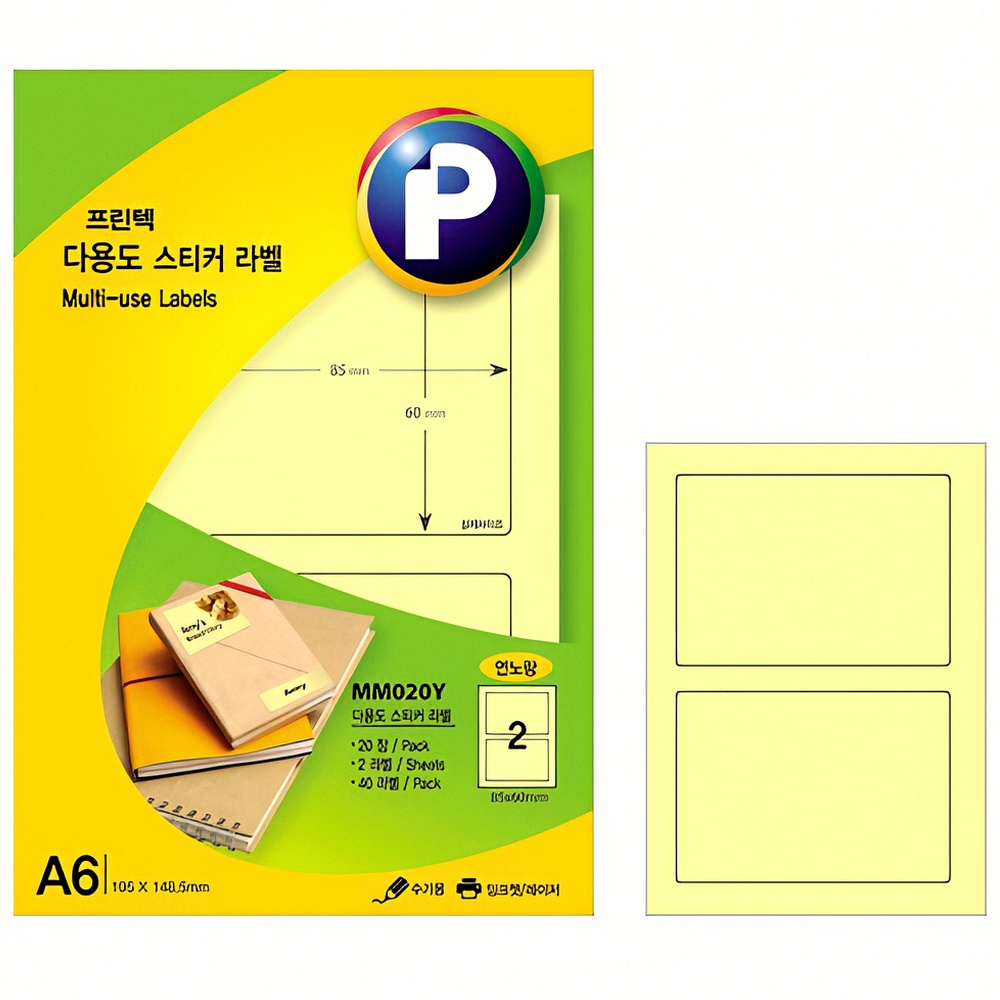 P
프린텍
다용도 스티커 라벨
Multi-use Labels
85 mm
60 mm
연노랑
MM020Y
다용도 스티커 라벨
2
• 20 장 / Pack
• 2 라벨 / Sheets
• 40 라벨 / Pack
85x60mm
A6
105 X 148.5mm
수기용
잉크젯/레이저